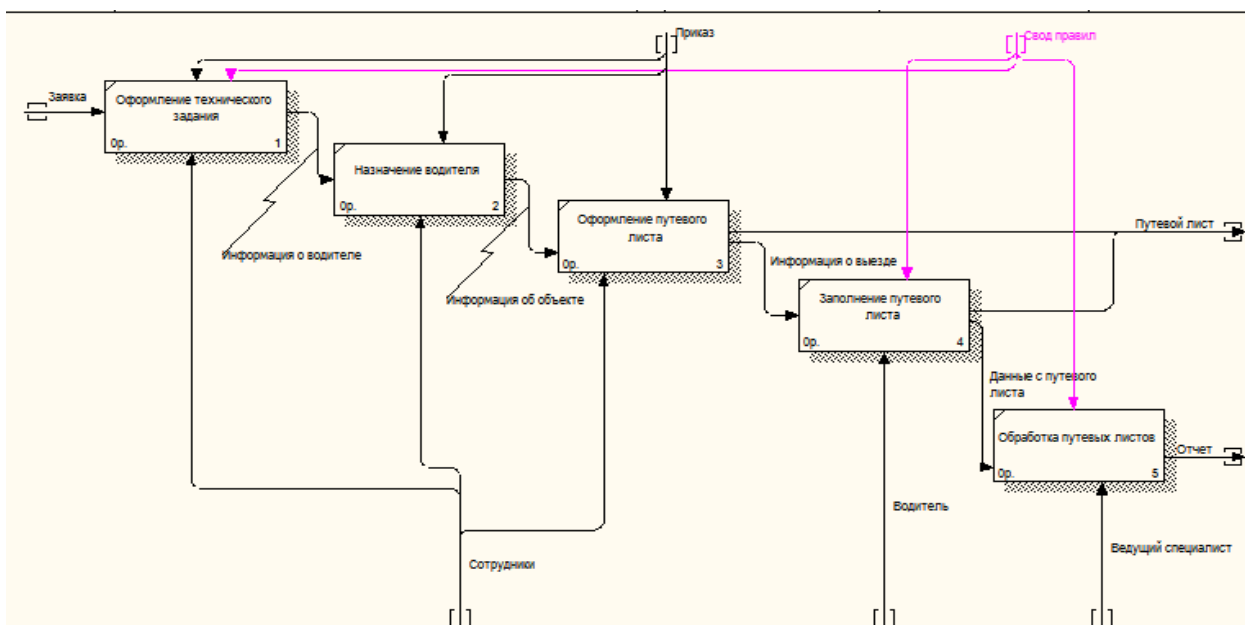 Приказ
Свод правил
Заявка
Оформление технического
задания
0р.
1
Назначение водителя
0р.
2
Оформление путевого
листа
0р.
3
Путевой лист
Информация о водителе
Информация о выезде
Информация об объекте
Заполнение путевого
листа
0р.
4
Данные с путевого
листа
Обработка путевых листов
0р.
5
Отчет
Водитель
Ведущий специалист
Сотрудники